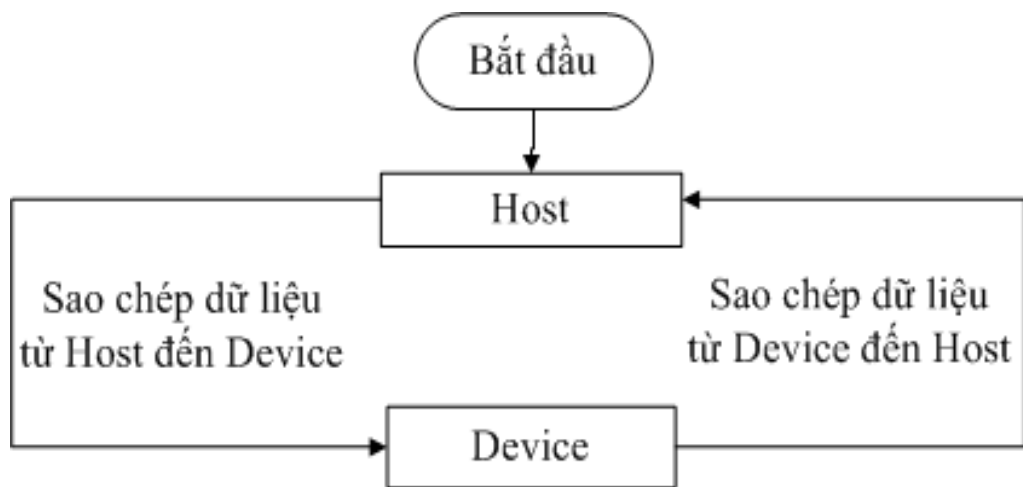 Bắt đầu
Host
Sao chép dữ liệu
từ Host đến Device
Sao chép dữ liệu
từ Device đến Host
Device